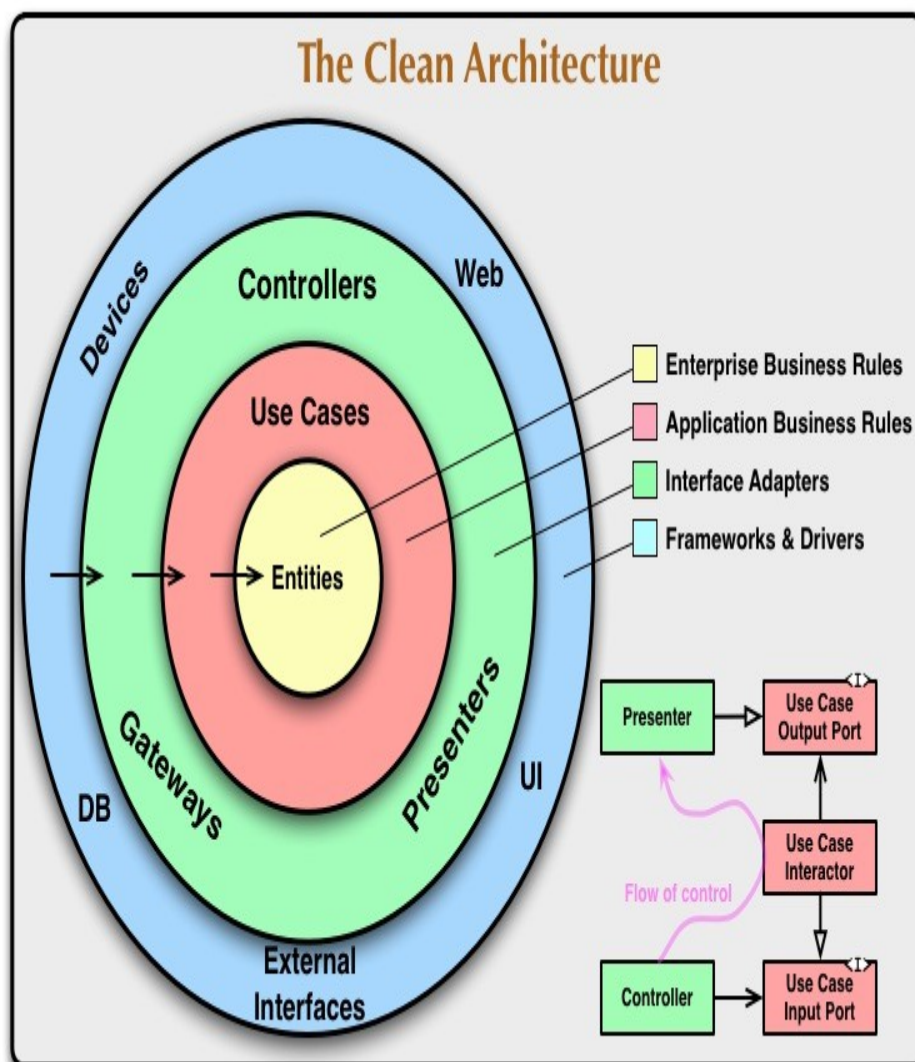 The Clean Architecture
Devices
Web
Controllers
Use Cases
Entities
Gateways
Presenters
DB
UI
External
Interfaces
Enterprise Business Rules
Application Business Rules
Interface Adapters
Frameworks & Drivers
Presenter
<I>
Use Case
Output Port
Use Case
Interactor
Flow of control
Controller
<I>
Use Case
Input Port